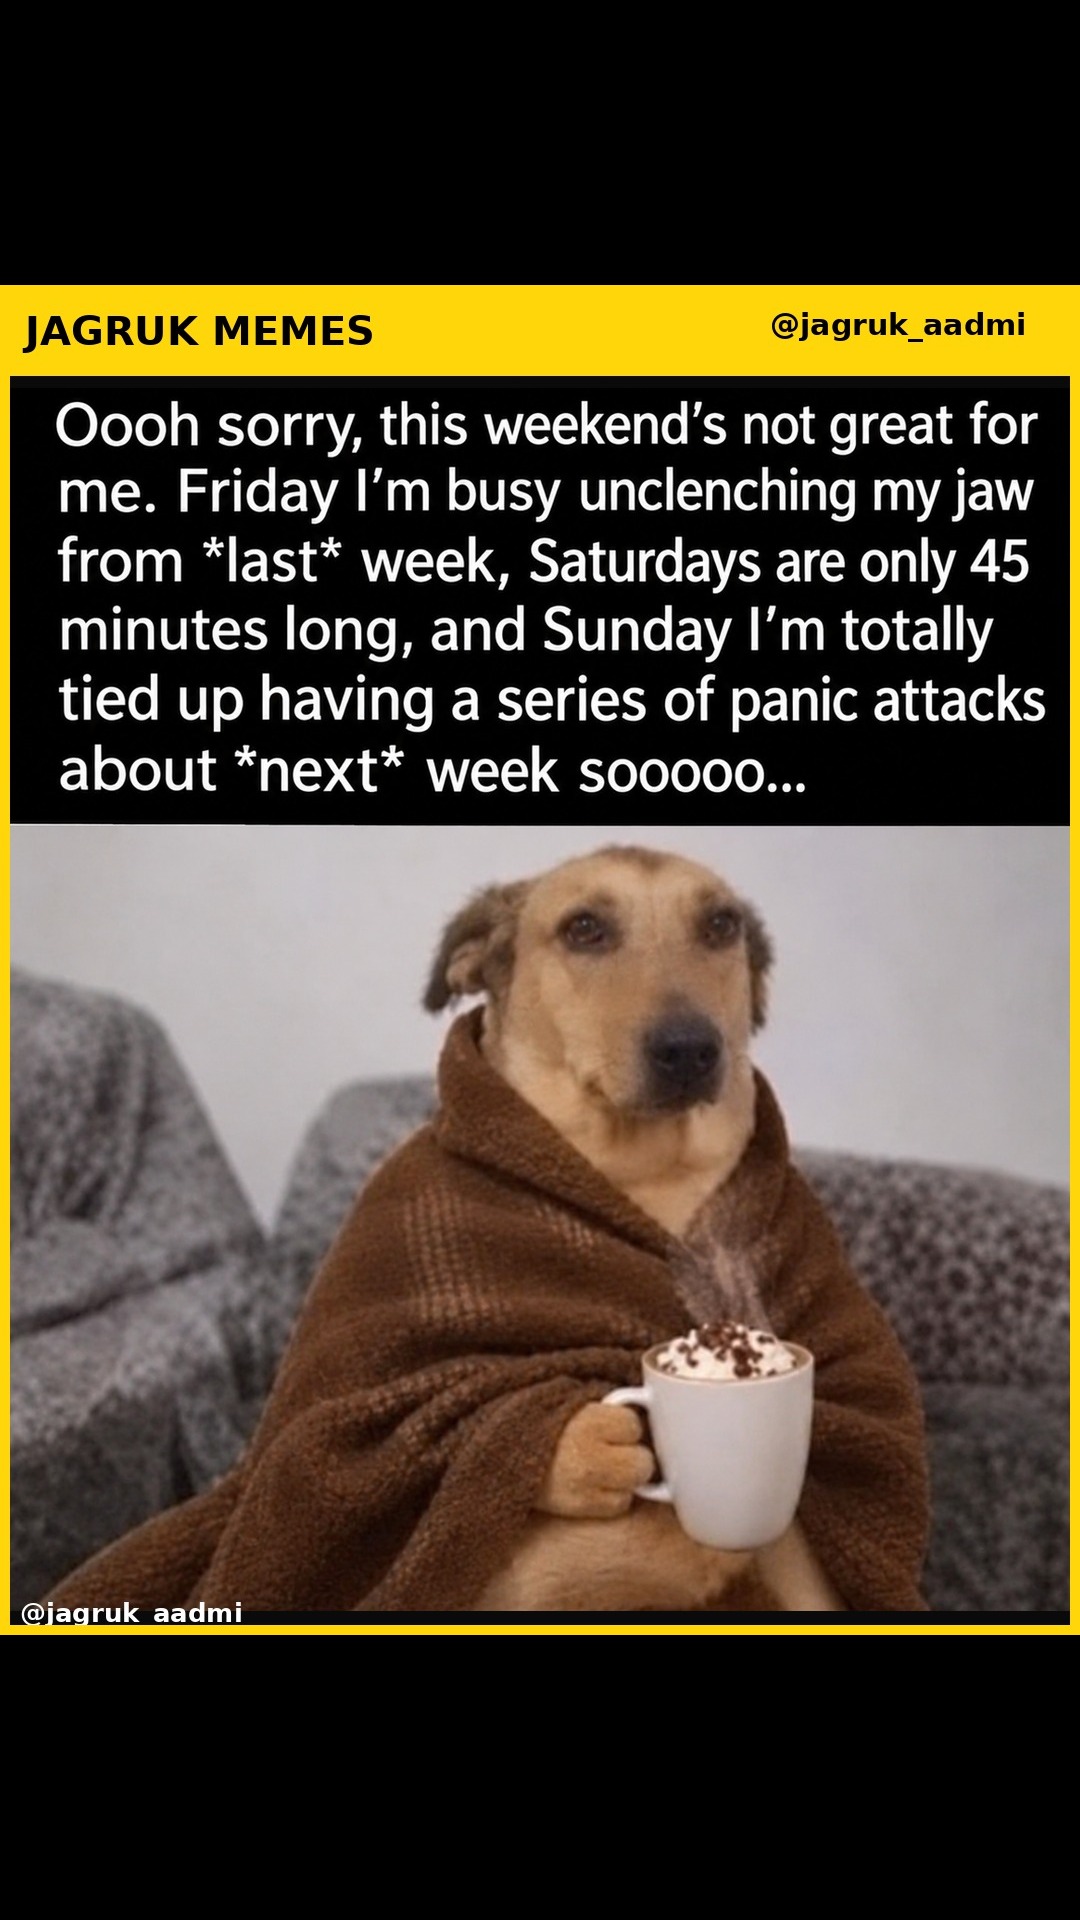 JAGRUK MEMES
@jagruk_aadmi
Oooh sorry, this weekend’s not great for
me. Friday I’m busy unclenching my jaw
from *last* week, Saturdays are only 45
minutes long, and Sunday I’m totally
tied up having a series of panic attacks
about *next* week sooooo...
@jagruk_aadmi